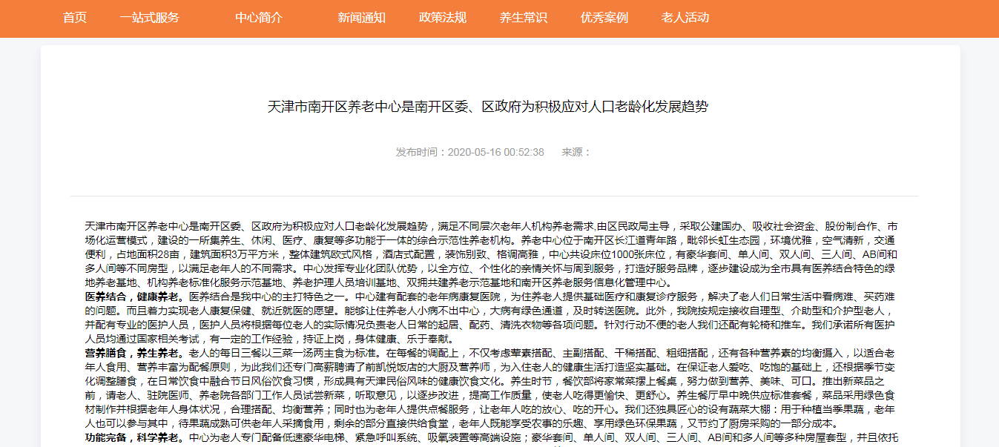 首页 一站式服务 中心简介 新闻通知 政策法规 养生常识 优秀案例 老人活动
天津市南开区养老中心是南开区委、区政府为积极应对人口老龄化发展趋势
发布时间：2020-05-16 00:52:38 来源：
天津市南开区养老中心是南开区委、区政府为积极应对人口老龄化发展趋势，满足不同层次老年人机构养老需求,由区民政局主导，采取公建国办、吸收社会资金、股份制合作、市
场化运营模式，建设的一所集养生、休闲、医疗、康复等多功能于一体的综合示范性养老机构。养老中心位于南开区长江道青年路，毗邻长虹生态园，环境优雅，空气清新，交通
便利，占地面积28亩，建筑面积3万平方米，整体建筑欧式风格，酒店式配置，装饰别致、格调高雅，中心共设床位1000张床位，有豪华套间、单人间、双人间、三人间、AB间和
多人间等不同房型，以满足老年人的不同需求。中心发挥专业化团队优势，以全方位、个性化的亲情关怀与周到服务，打造好服务品牌，逐步建设成为全市具有医养结合特色的绿
地养老基地、机构养老标准化服务示范基地、养老护理人员培训基地、双拥共建养老示范基地和南开区养老服务信息化管理中心。
医养结合，健康养老。医养结合是我中心的主打特色之一。中心建有配套的老年病康复医院，为住养老人提供基础医疗和康复诊疗服务，解决了老人们日常生活中看病难、买药难
的问题。而且着力实现老人康复保健、就近就医的愿望。能够让住养老人小病不出中心，大病有绿色通道，及时转送医院。此外，我院按规定接收自理型、介助型和介护型老人，
并配有专业的医护人员，医护人员将根据每位老人的实际情况负责老人日常的起居、配药、清洗衣物等各项问题。针对行动不便的老人我们还配有轮椅和推车。我们承诺所有医护
人员均通过国家相关考试，有一定的工作经验，持证上岗，身体健康、乐于奉献。
营养膳食，养生养老。老人的每日三餐以三菜一汤两主食为标准。在每餐的调配上，不仅考虑荤素搭配、主副搭配、干稀搭配、粗细搭配，还有各种营养素的均衡摄入，以适合老
年人食用、营养丰富为配餐原则，为此我们还专门高薪聘请了前凯悦饭店的大厨及营养师，为入住老人的健康生活打造坚实基础。在保证老人爱吃、吃饱的基础上，还根据季节变
化调整膳食，在日常饮食中融合节日风俗饮食习惯，形成具有天津民俗风味的健康饮食文化。养生时节，餐饮部将家常菜摆上餐桌，努力做到营养、美味、可口。推出新菜品之
前，请老人、驻院医师、养老院各部门工作人员试尝新菜，听取意见，以逐步改进，提高工作质量，使老人吃得更愉快、更舒心。养生餐厅早中晚供应标准套餐，菜品采用绿色食
材制作并根据老年人身体状况，合理搭配、均衡营养；同时也为老年人提供点餐服务，让老年人吃的放心、吃的开心。我们还独具匠心的设有蔬菜大棚：用于种植当季果蔬，老年
人也可以参与其中，待果蔬成熟可供老年人采摘食用，剩余的部分直接供给食堂，老年人既能享受农事的乐趣、享用绿色环保果蔬，又节约了厨房采购的一部分成本。
功能完备，科学养老。中心为老人专门配备低速豪华电梯、紧急呼叫系统、吸氧装置等高端设施；豪华套间、单人间、双人间、三人间、AB间和多人间等多种房屋套型，并且依托